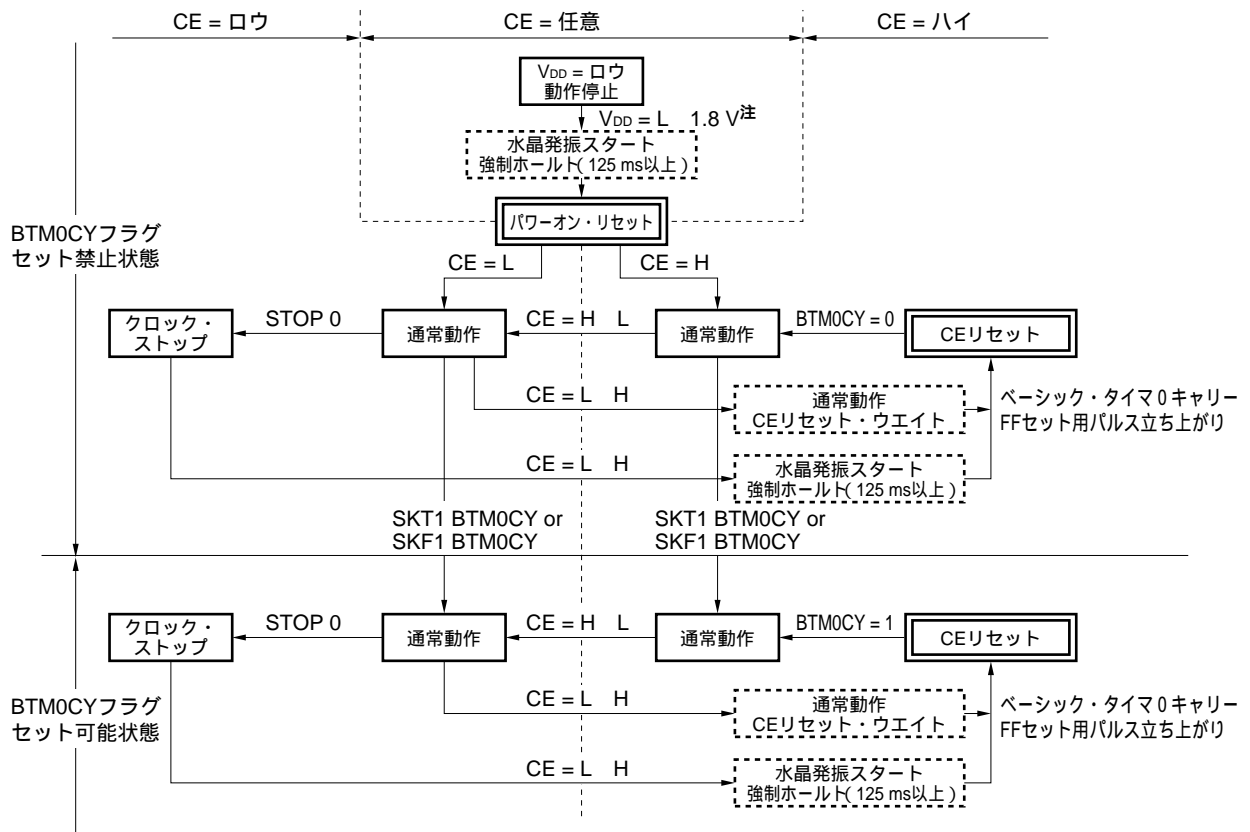 CE = ロウ
CE = 任意
CE = ハイ
VDD = ロウ
動作停止
VDD = L 1.8 V注
水晶発振スタート
強制ホールト(125 ms以上)
パワーオン・リセット
BTM0CYフラグ
セット禁止状態
CE = L
CE = H
クロック・
ストップ
STOP 0
通常動作
CE = H L
通常動作
BTM0CY = 0
CEリセット
CE = L H
通常動作
CEリセット・ウエイト
ベーシック・タイマ0キャリー
FFセット用パルス立ち上がり
CE = L H
水晶発振スタート
強制ホールト(125 ms以上)
SKT1 BTM0CY or
SKF1 BTM0CY
SKT1 BTM0CY or
SKF1 BTM0CY
クロック・
ストップ
STOP 0
通常動作
CE = H L
通常動作
BTM0CY = 1
CEリセット
BTM0CYフラグ
セット可能状態
CE = L H
通常動作
CEリセット・ウエイト
ベーシック・タイマ0キャリー
FFセット用パルス立ち上がり
CE = L H
水晶発振スタート
強制ホールト(125 ms以上)